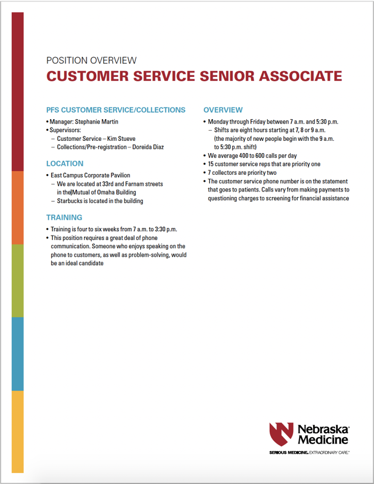 POSITION OVERVIEW
CUSTOMER SERVICE SENIOR ASSOCIATE
PFS CUSTOMER SERVICE/COLLECTIONS
• Manager: Stephanie Martin
• Supervisors:
– Customer Service – Kim Stueve
– Collections/Pre-registration – Doreida Diaz
LOCATION
• East Campus Corporate Pavilion
– We are located at 33rd and Farnam streets
in the Mutual of Omaha Building
– Starbucks is located in the building
TRAINING
• Training is four to six weeks from 7 a.m. to 3:30 p.m.
• This position requires a great deal of phone
communication. Someone who enjoys speaking on the
phone to customers, as well as problem-solving, would
be an ideal candidate
OVERVIEW
• Monday through Friday between 7 a.m. and 5:30 p.m.
– Shifts are eight hours starting at 7, 8 or 9 a.m.
(the majority of new people begin with the 9 a.m.
to 5:30 p.m. shift)
• We average 400 to 600 calls per day
• 15 customer service reps that are priority one
• 7 collectors are priority two
• The customer service phone number is on the statement
that goes to patients. Calls vary from making payments to
questioning charges to screening for financial assistance
Nebraska
Medicine
SERIOUS MEDICINE. EXTRAORDINARY CARE.